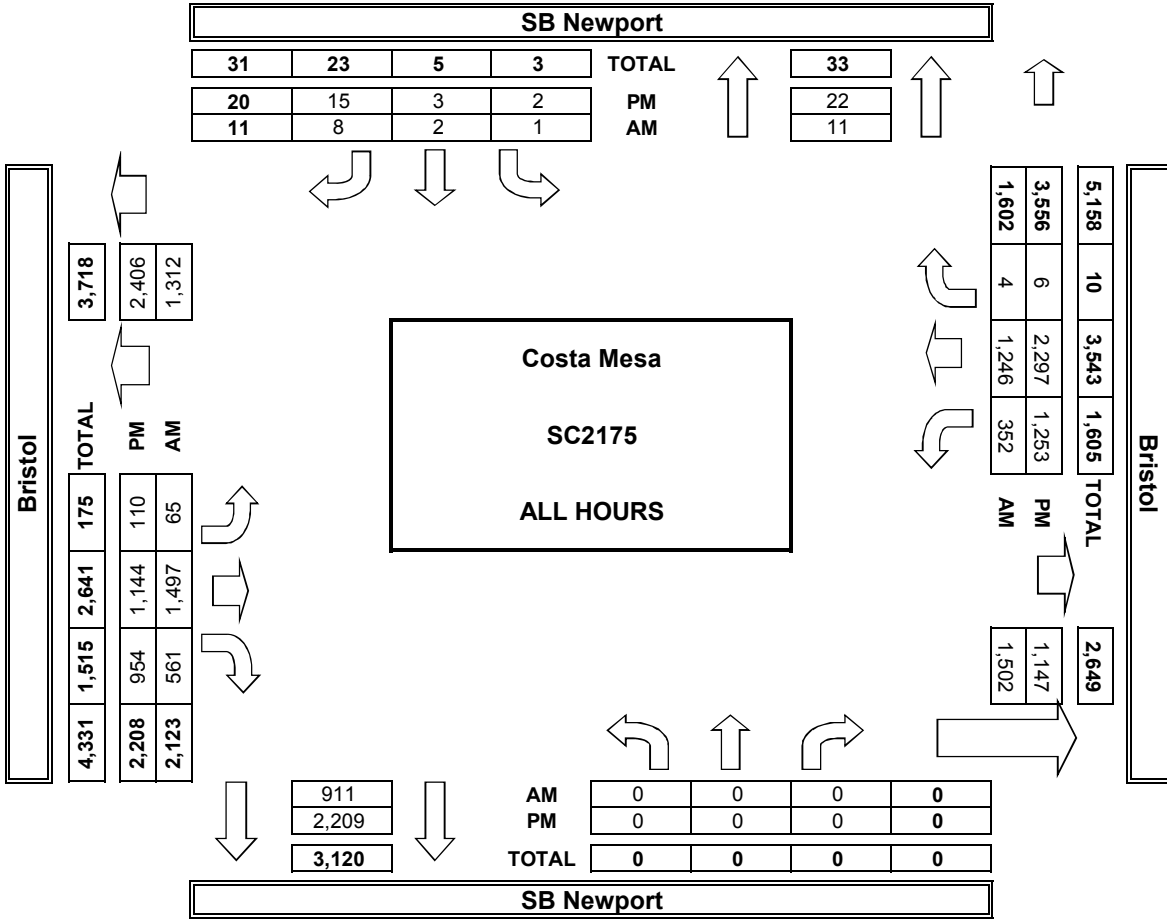 SB Newport
31 23 5 3 TOTAL 33
20 15 3 2 PM 22
11 8 2 1 AM 11
Bristol
3,718
2,406
1,312
TOTAL
PM
AM
175 2,641 1,515 4,331
110 1,144 954 2,208
65 1,497 561 2,123
Costa Mesa
SC2175
ALL HOURS
5,158 10 3,543 1,605 TOTAL
3,556 6 2,297 1,253 PM
1,602 4 1,246 352 AM
2,649
1,147
1,502
Bristol
911 AM 0 0 0 0
2,209 PM 0 0 0 0
3,120 TOTAL 0 0 0 0
SB Newport